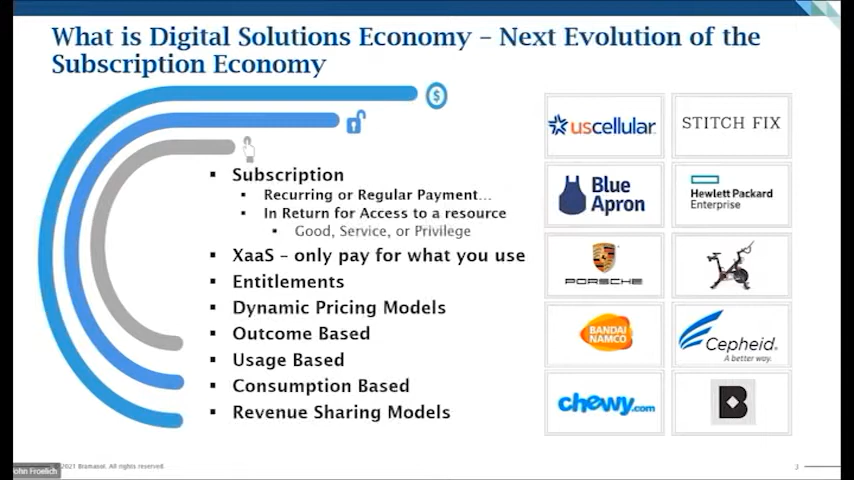 What is Digital Solutions Economy – Next Evolution of the
Subscription Economy
$
Subscription
Recurring or Regular Payment...
In Return for Access to a resource
Good, Service, or Privilege
XaaS – only pay for what you use
Entitlements
Dynamic Pricing Models
Outcome Based
Usage Based
Consumption Based
Revenue Sharing Models
uscellular
STITCH FIX
Blue
Apron
Hewlett Packard
Enterprise
PORSCHE
BANDAI
NAMCO
Cepheid.
A better way.
chewy.com
B
John Froelich
2021 Bramasol. All rights reserved.
3